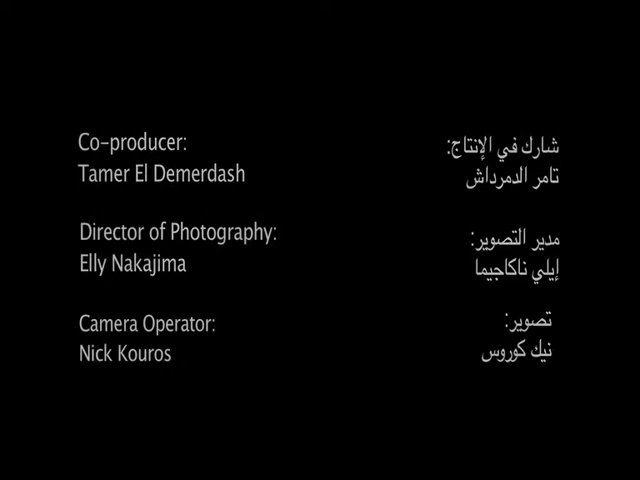 Co-producer:
Tamer El Demerdash
Director of Photography:
Elly Nakajima
Camera Operator:
Nick Kouros
شارك في الإنتاج:
تامر الدمرداش
مدير التصوير:
إيلي ناكاجيما
تصوير:
نيك كوروس